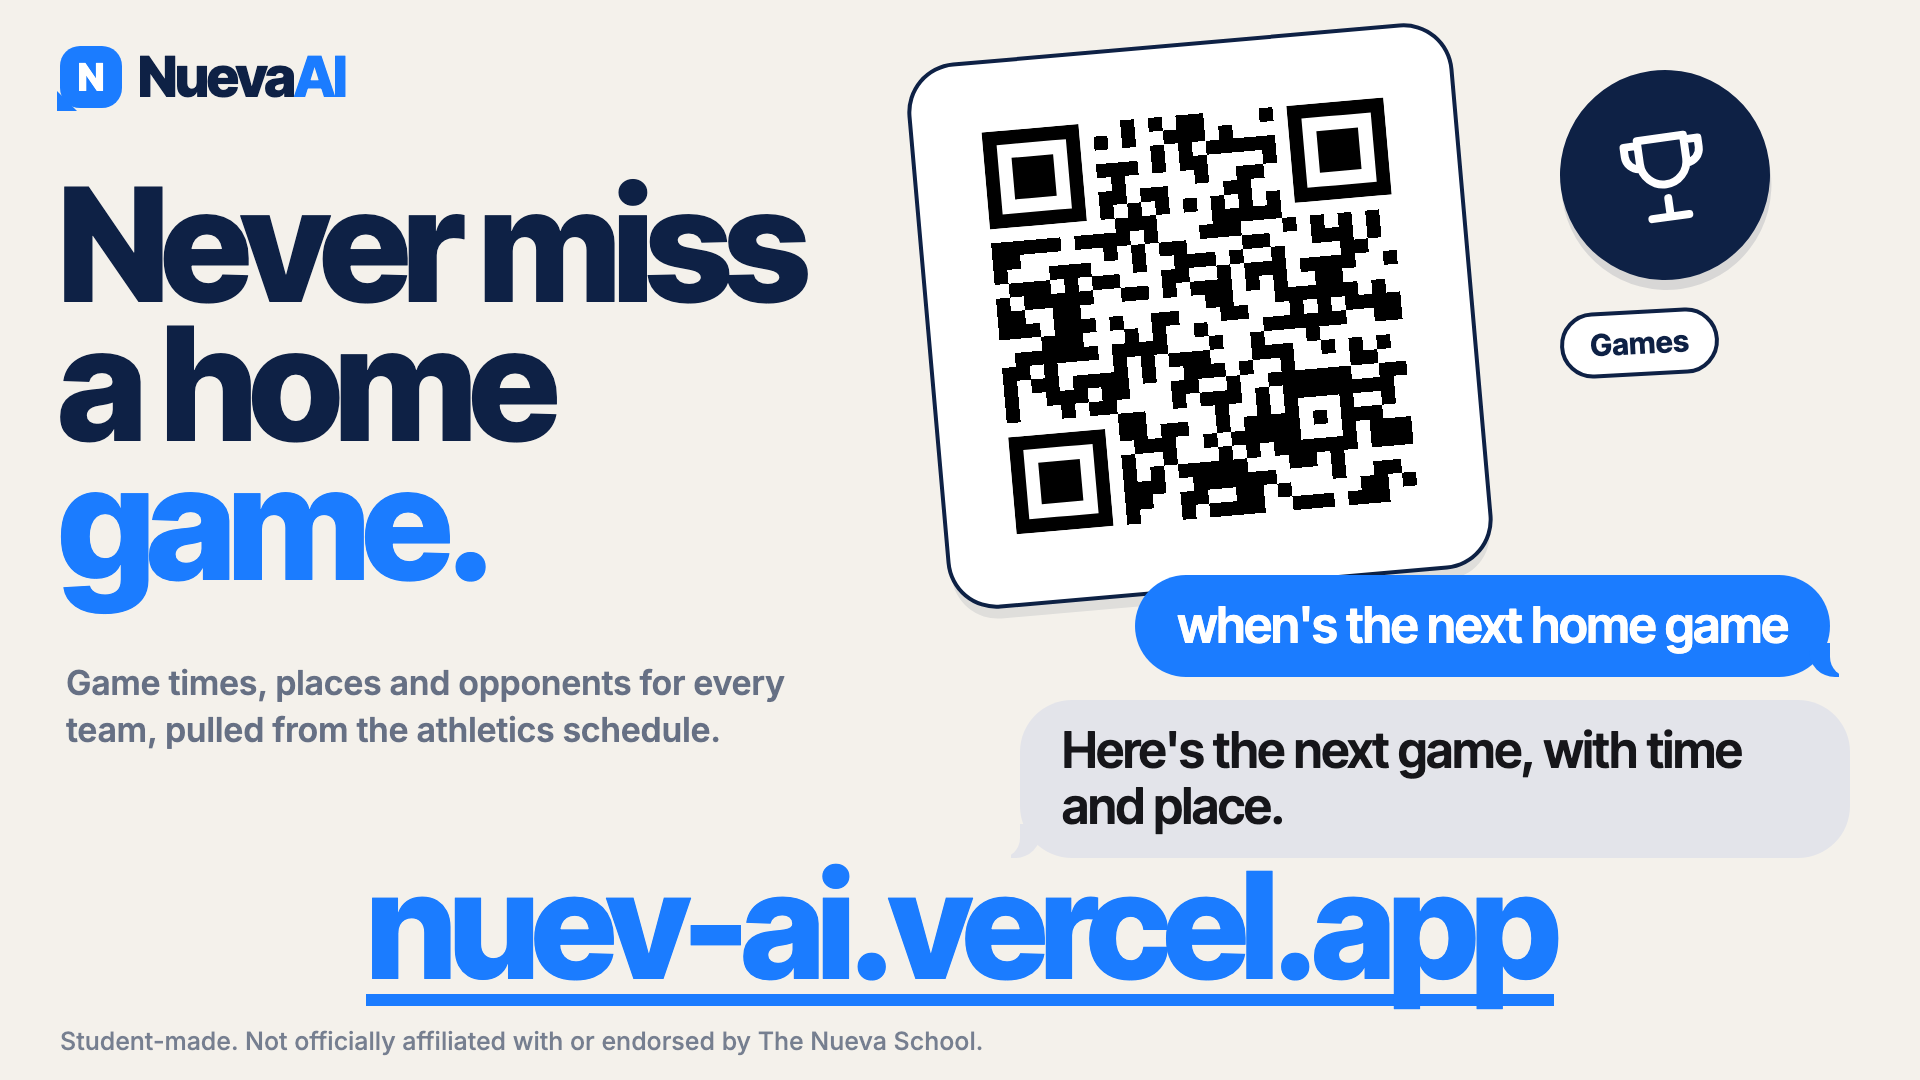 N NuevaAI
Never miss
a home
game.
Game times, places and opponents for every
team, pulled from the athletics schedule.
Games
when's the next home game
Here's the next game, with time
and place.
nuev-ai.vercel.app
Student-made. Not officially affiliated with or endorsed by The Nueva School.